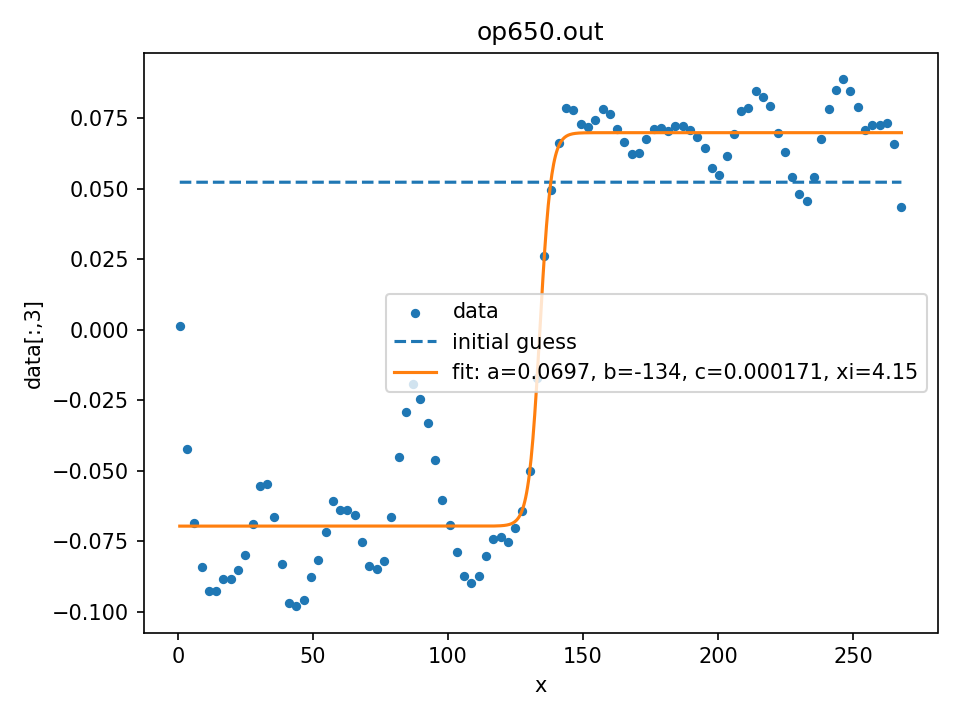 op650.out
0.075
0.050
0.025
0.000
−0.025
−0.050
−0.075
−0.100
data[:,3]
data
initial guess
fit: a=0.0697, b=-134, c=0.000171, xi=4.15
0 50 100 150 200 250
x